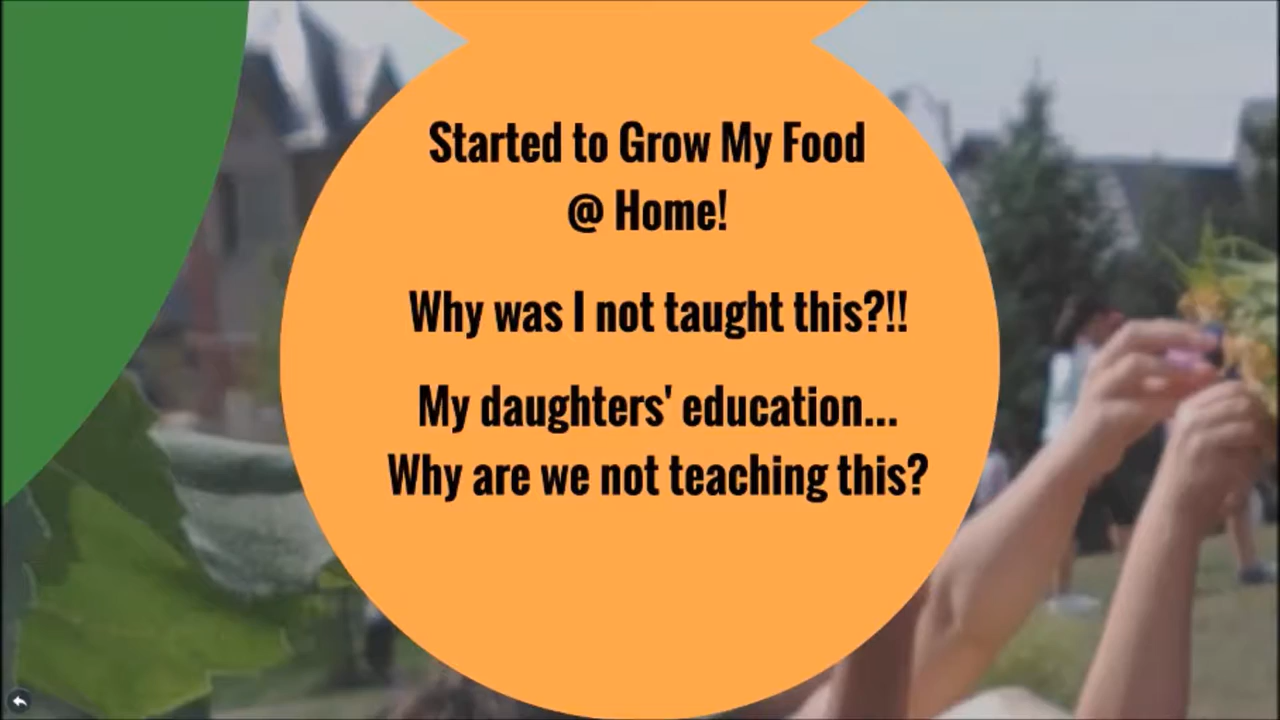 Started to Grow My Food
@ Home!
Why was I not taught this?!!
My daughters' education...
Why are we not teaching this?